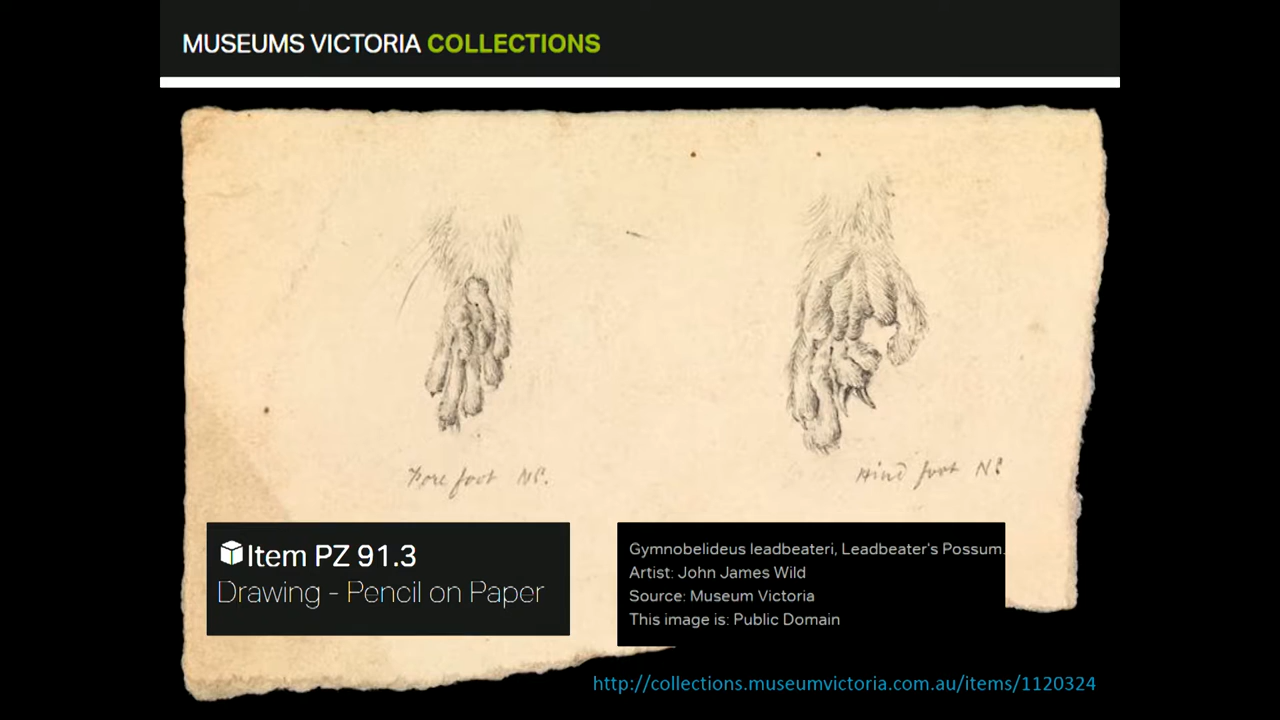 MUSEUMS VICTORIA COLLECTIONS
Fore foot
Hind foot
Item PZ 91.3
Drawing - Pencil on Paper
Gymnobelideus leadbeateri, Leadbeater's Possum.
Artist: John James Wild
Source: Museum Victoria
This image is: Public Domain
http://collections.museumvictoria.com.au/items/1120324